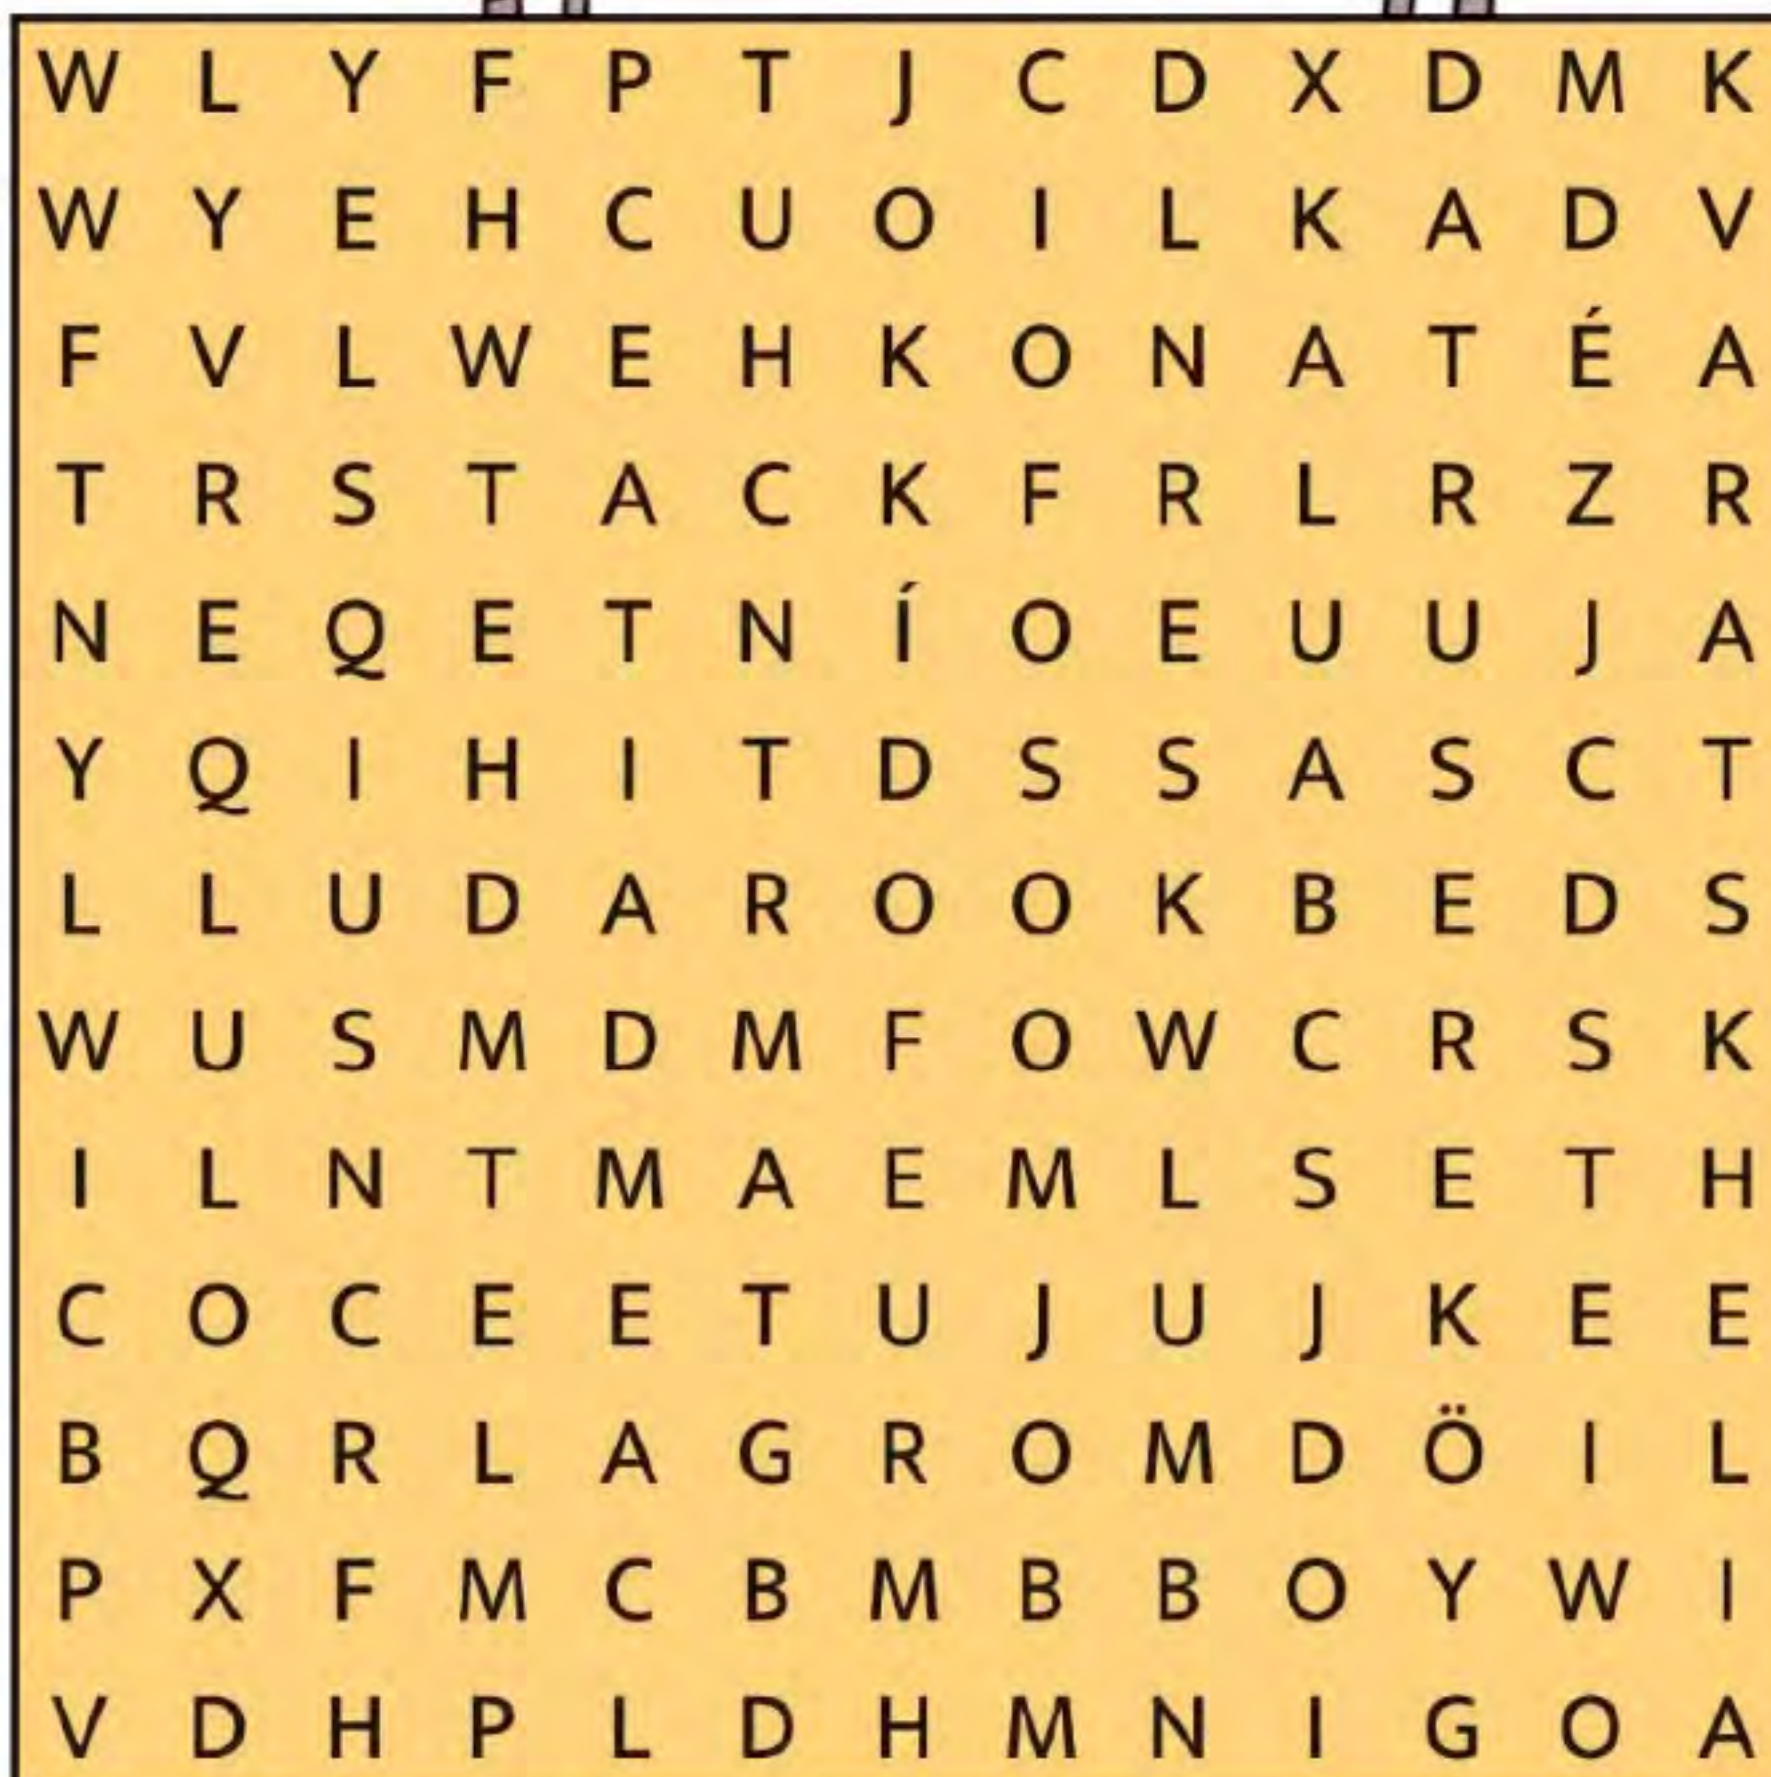 W L Y F P T J C D X D M K
W Y E H C U O I L K A D V
F V L W E H K O N A T É A
T R S T A C K F R L R Z R
N E Q E T N Í O E U U J A
Y Q I H I T D S S A S C T
L L U D A R O O K B E D S
W U S M D M F O W C R S K
I L N T M A E M L S E T H
C O C E E T U J U J K E E
B Q R L A G R O M D Ö I L
P X F M C B M B B O Y W I
V D H P L D H M N I G O A